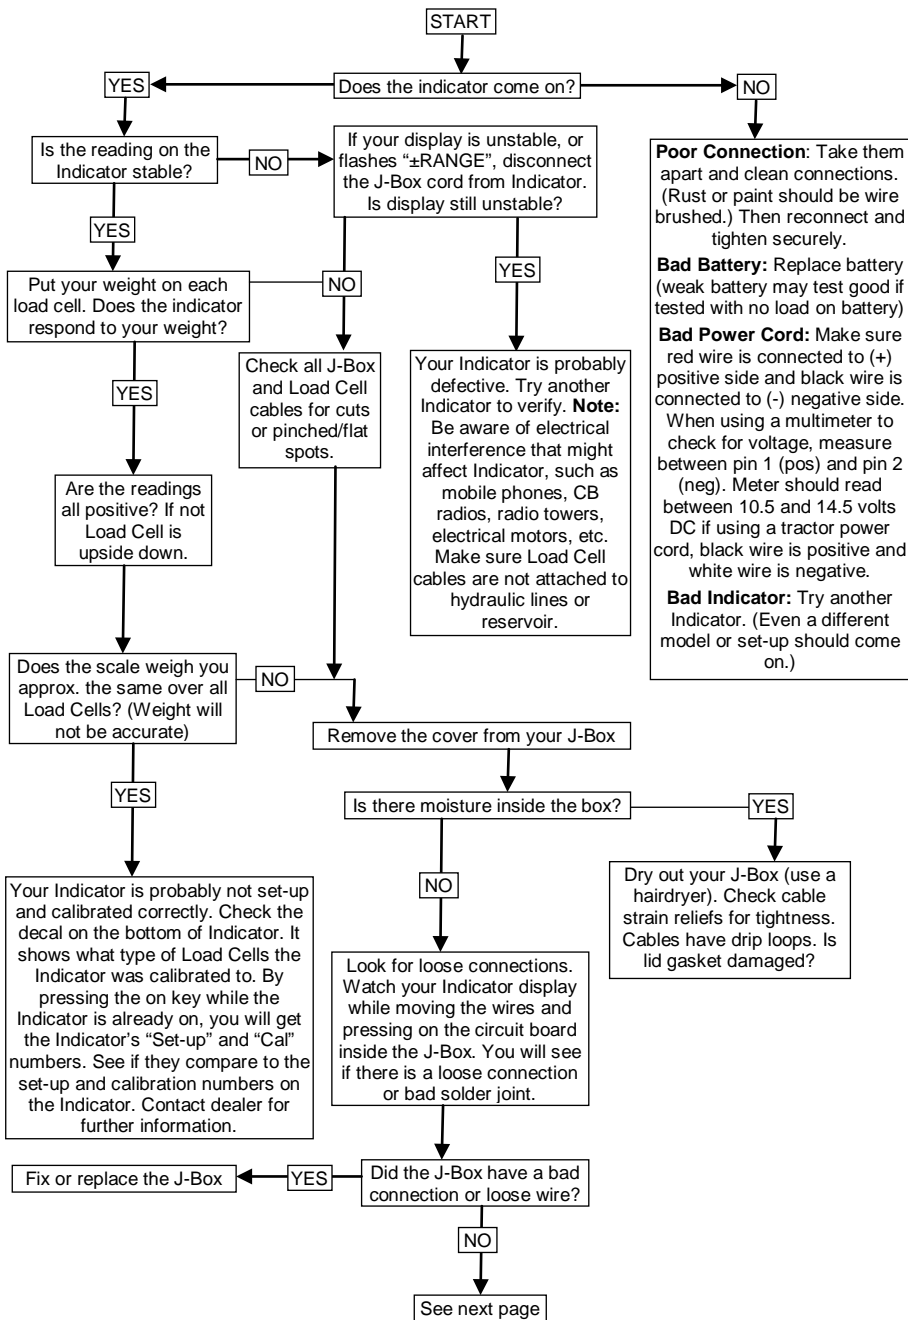 START
Does the indicator come on?
YES
NO
Is the reading on the
Indicator stable?
NO
If your display is unstable, or
flashes “±RANGE”, disconnect
the J-Box cord from Indicator.
Is display still unstable?
Poor Connection: Take them
apart and clean connections.
(Rust or paint should be wire
brushed.) Then reconnect and
tighten securely.
Bad Battery: Replace battery
(weak battery may test good if
tested with no load on battery)
Bad Power Cord: Make sure
red wire is connected to (+)
positive side and black wire is
connected to (-) negative side.
When using a multimeter to
check for voltage, measure
between pin 1 (pos) and pin 2
(neg). Meter should read
between 10.5 and 14.5 volts
DC if using a tractor power
cord, black wire is positive and
white wire is negative.
Bad Indicator: Try another
Indicator. (Even a different
model or set-up should come
on.)
YES
NO
YES
Put your weight on each
load cell. Does the indicator
respond to your weight?
Check all J-Box
and Load Cell
cables for cuts
or pinched/flat
spots.
Your Indicator is probably
defective. Try another
Indicator to verify. Note:
Be aware of electrical
interference that might
affect Indicator, such as
mobile phones, CB
radios, radio towers,
electrical motors, etc.
Make sure Load Cell
cables are not attached to
hydraulic lines or
reservoir.
YES
Are the readings
all positive? If not
Load Cell is
upside down.
Does the scale weigh you
approx. the same over all
Load Cells? (Weight will
not be accurate)
NO
Remove the cover from your J-Box
YES
Is there moisture inside the box?
YES
NO
Dry out your J-Box (use a
hairdryer). Check cable
strain reliefs for tightness.
Cables have drip loops. Is
lid gasket damaged?
Your Indicator is probably not set-up
and calibrated correctly. Check the
decal on the bottom of Indicator. It
shows what type of Load Cells the
Indicator was calibrated to. By
pressing the on key while the
Indicator is already on, you will get
the Indicator’s “Set-up” and “Cal”
numbers. See if they compare to the
set-up and calibration numbers on
the Indicator. Contact dealer for
further information.
Look for loose connections.
Watch your Indicator display
while moving the wires and
pressing on the circuit board
inside the J-Box. You will see
if there is a loose connection
or bad solder joint.
Fix or replace the J-Box
YES
Did the J-Box have a bad
connection or loose wire?
NO
See next page